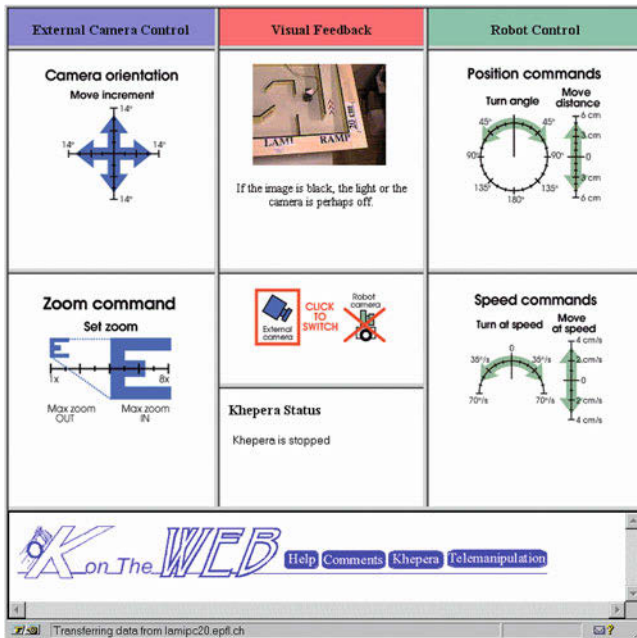 External Camera Control
Visual Feedback
Robot Control
Camera orientation
Move increment
14°
14°
14°
14°
LAMI
RAMP
20 cm
If the image is black, the light or the
camera is perhaps off.
Position commands
Turn angle
Move
distance
0
45°
45°
90°
90°
135°
135°
180°
6 cm
3 cm
0
3 cm
6 cm
Zoom command
Set zoom
1x
8x
Max zoom
OUT
Max zoom
IN
External
camera
CLICK
TO
SWITCH
Robot
camera
Khepera Status
Khepera is stopped
Speed commands
Turn at speed
Move
at speed
0
35°/s
35°/s
70°/s
70°/s
4 cm/s
2 cm/s
0
2 cm/s
4 cm/s
K on The WEB
Help
Comments
Khepera
Telemanipulation
Transferring data from lamipc20.epfl.ch